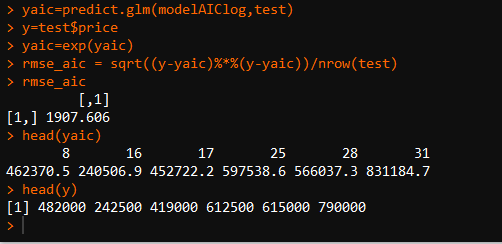 > yaic=predict.glm(modelAIClog,test)
> y=test$price
> yaic=exp(yaic)
> rmse_aic = sqrt((y-yaic)%*%(y-yaic))/nrow(test)
> rmse_aic
         [,1]
[1,] 1907.606
> head(yaic)
       8       16       17       25       28       31
462370.5 240506.9 452722.2 597538.6 566037.3 831184.7
> head(y)
[1] 482000 242500 419000 612500 615000 790000
>